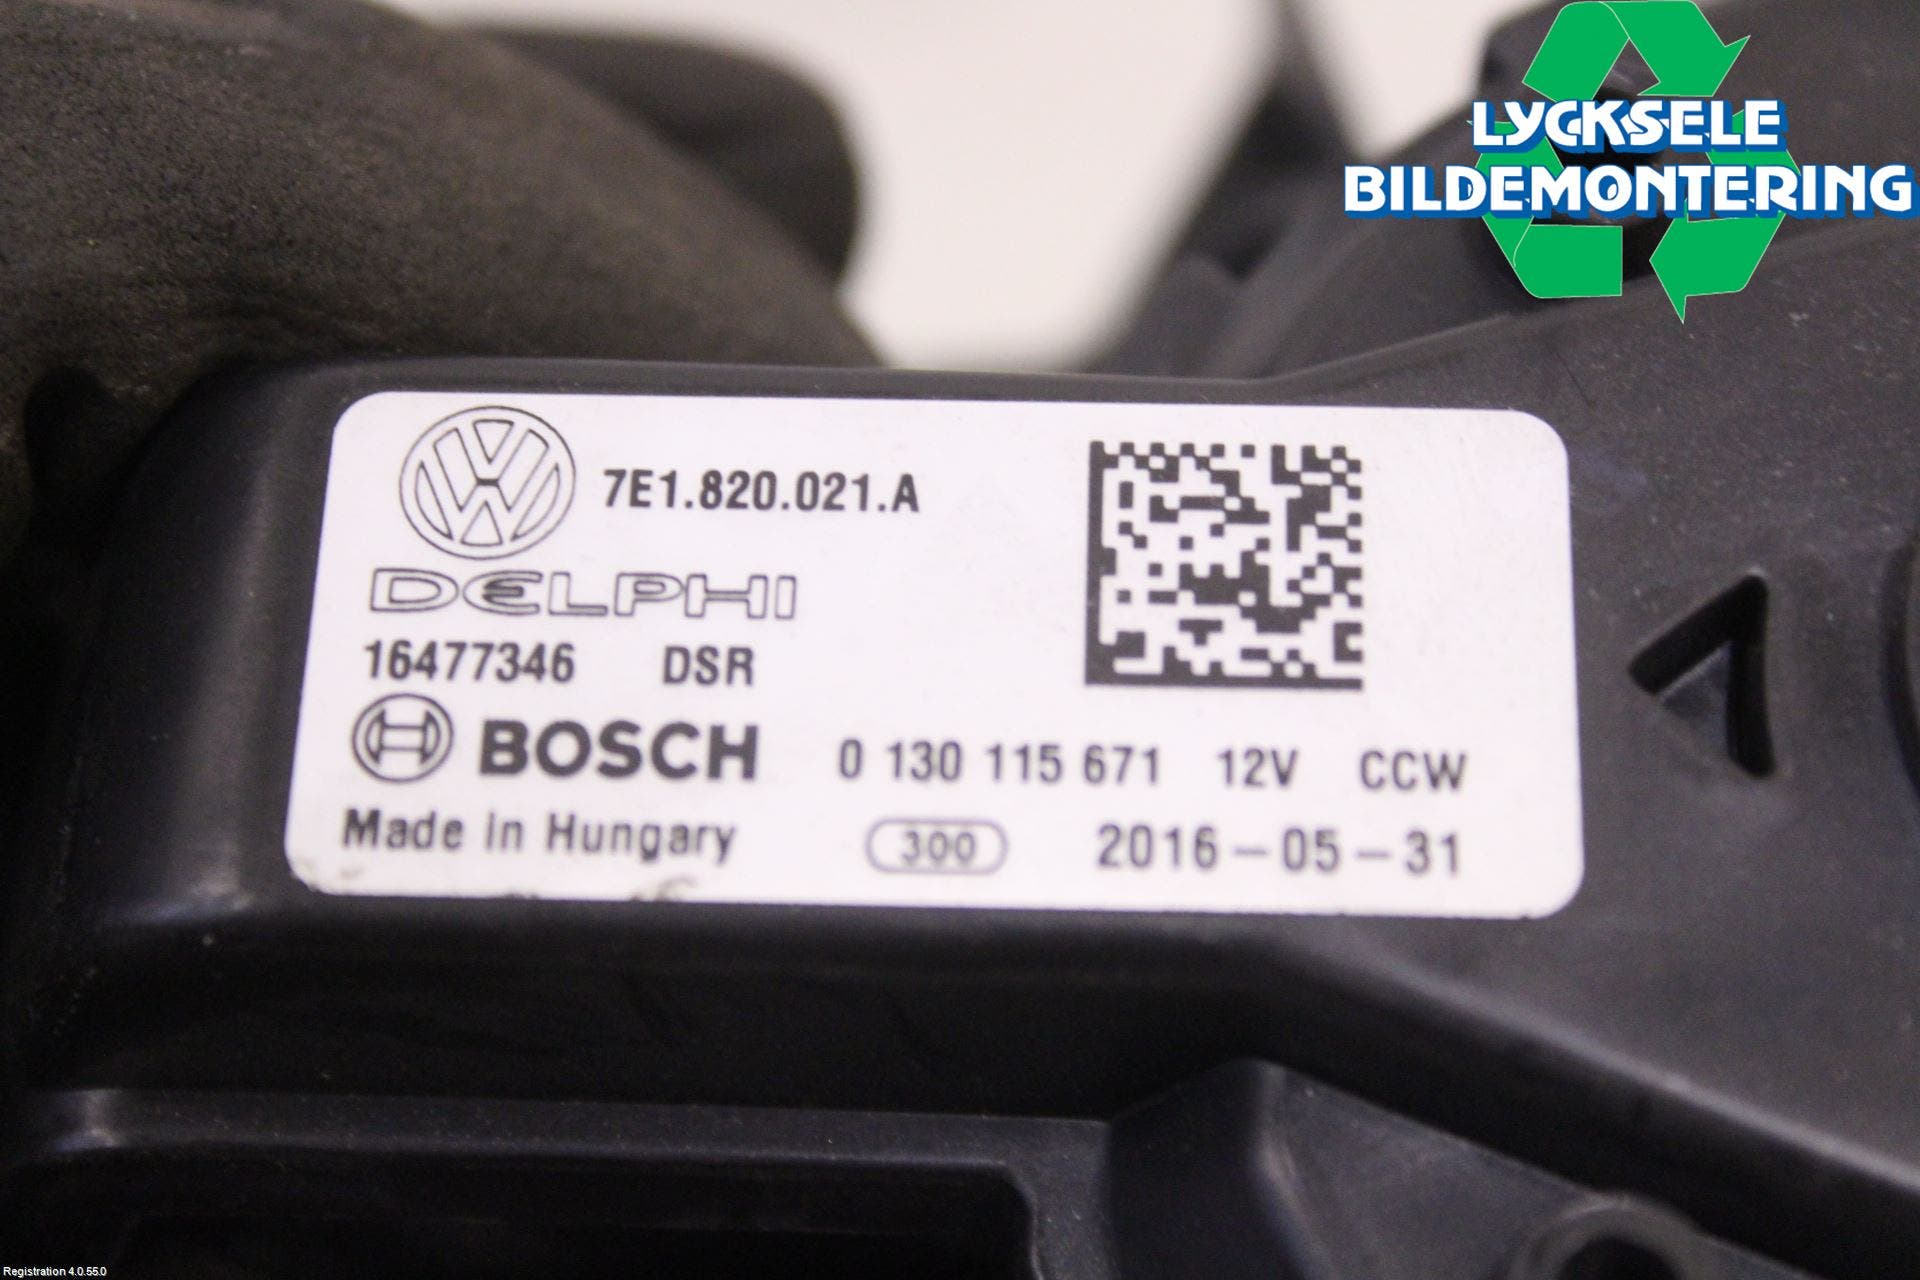 LYCKSELE
BILDEMONTERING
7E1.820.021.A
DELPHI
16477346 DSR
BOSCH 0 130 115 671 12V CCW
Made in Hungary 300 2016-05-31
Registration 4.0.55.0